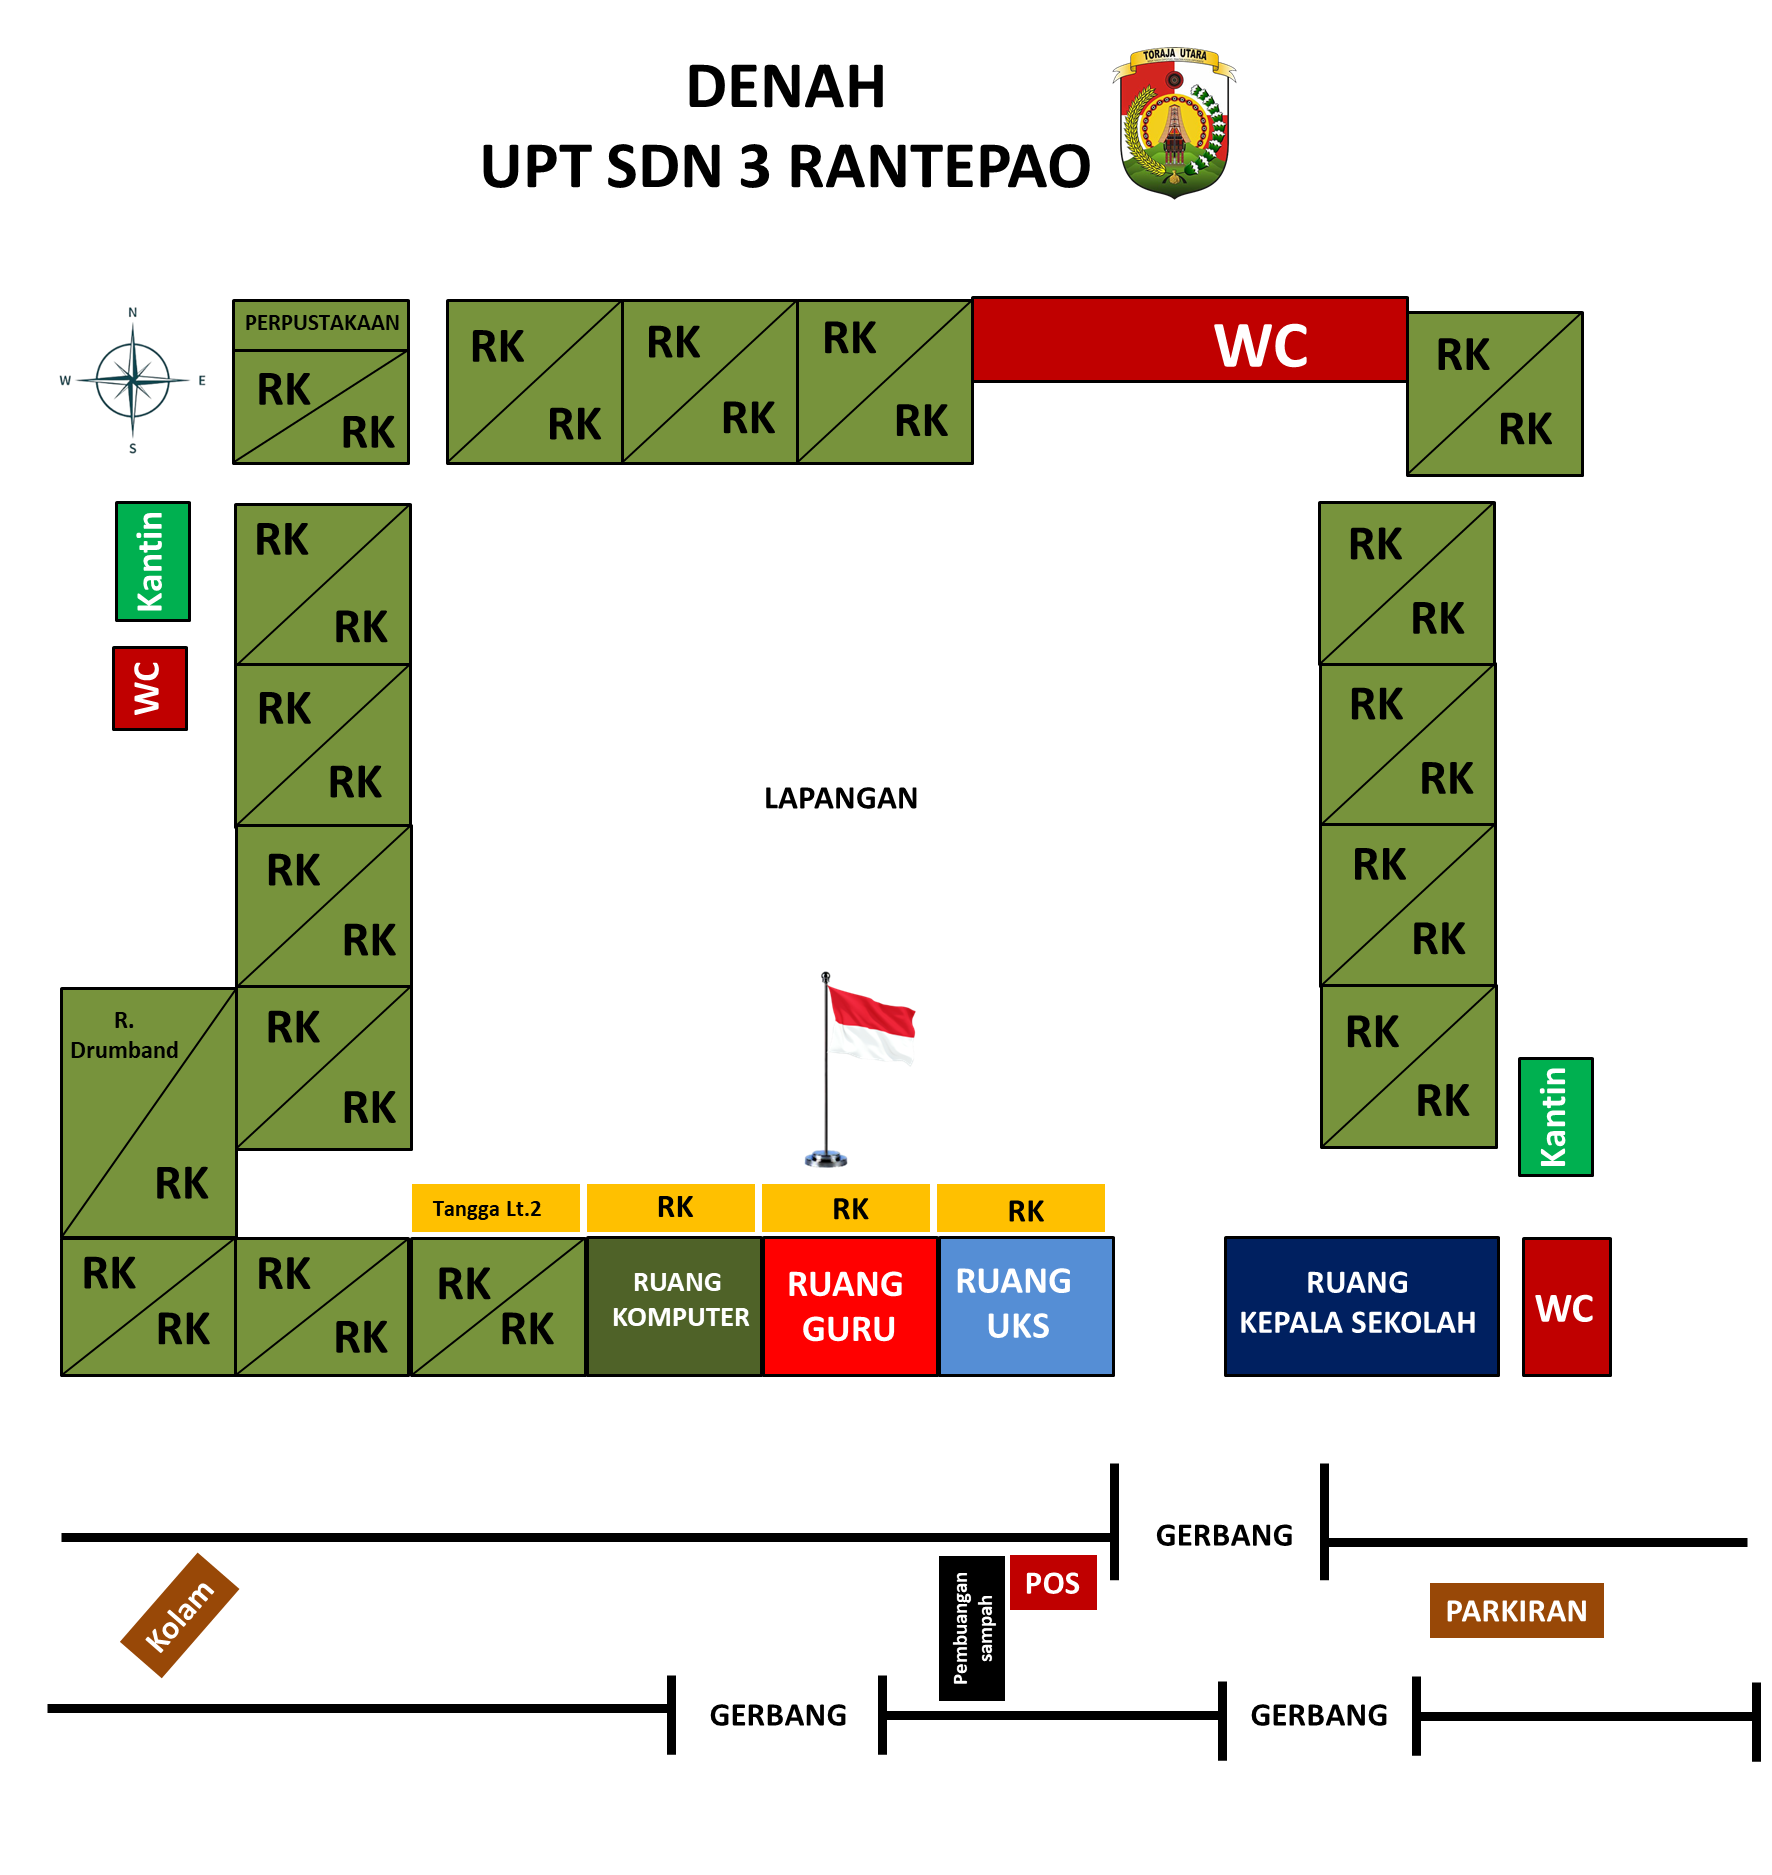 DENAH
UPT SDN 3 RANTEPAO
TORAJA UTARA
N
W
E
S
PERPUSTAKAAN
RK
RK
RK
RK
RK
RK
RK
RK
WC
RK
RK
Kantin
WC
RK
RK
RK
RK
RK
RK
RK
RK
R.
Drumband
RK
LAPANGAN
RK
RK
RK
RK
RK
RK
RK
RK
Kantin
Tangga Lt.2
RK
RK
RK
RK
RK
RK
RK
RK
RK
RUANG
KOMPUTER
RUANG
GURU
RUANG
UKS
RUANG
KEPALA SEKOLAH
WC
GERBANG
Kolam
Pembuangan
sampah
POS
PARKIRAN
GERBANG
GERBANG